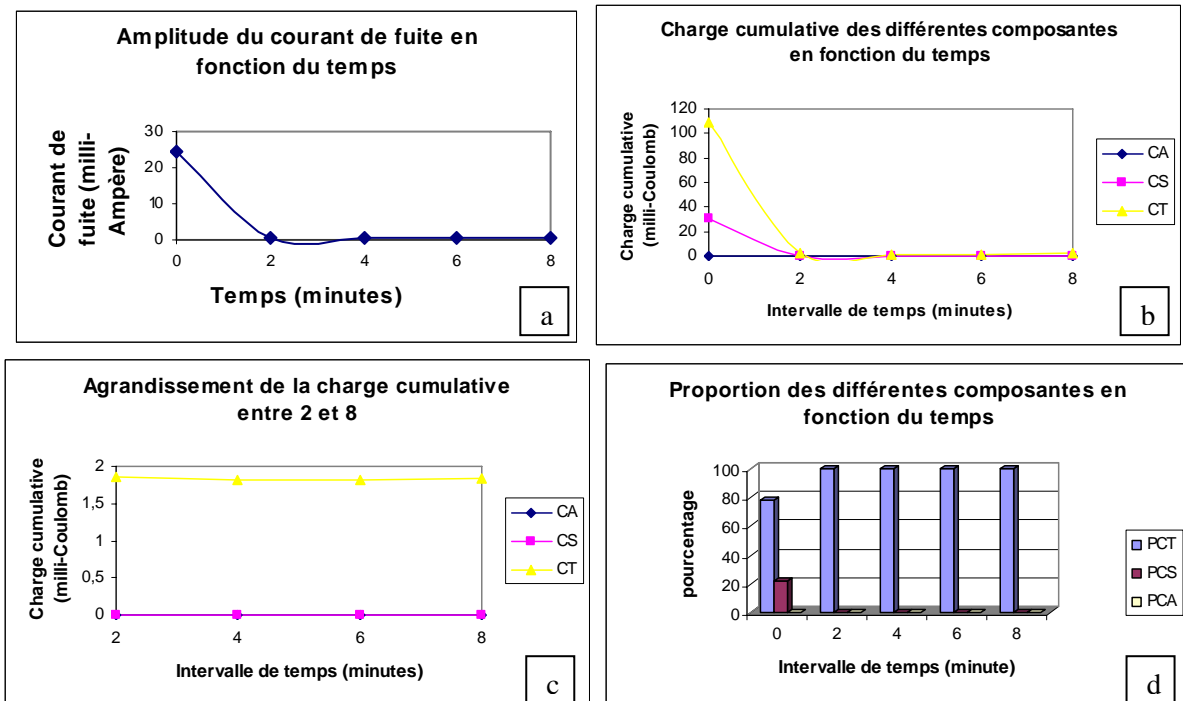 Amplitude du courant de fuite en
fonction du temps
Courant de
fuite (milli-
Ampère)
30
20
10
0
0 2 4 6 8
Temps (minutes)
a
Charge cumulative des différentes composantes
en fonction du temps
Charge cumulative
(milli-Coulomb)
120
100
80
60
40
20
0
0 2 4 6 8
Intervalle de temps (minutes)
CA
CS
CT
b
Agrandissement de la charge cumulative
entre 2 et 8
Charge cumulative
(milli-Coulomb)
2
1,5
1
0,5
0
2 4 6 8
Intervalle de temps (minutes)
CA
CS
CT
c
Proportion des différentes composantes en
fonction du temps
pourcentage
100
80
60
40
20
0
0 2 4 6 8
Intervalle de temps (minute)
PCT
PCS
PCA
d